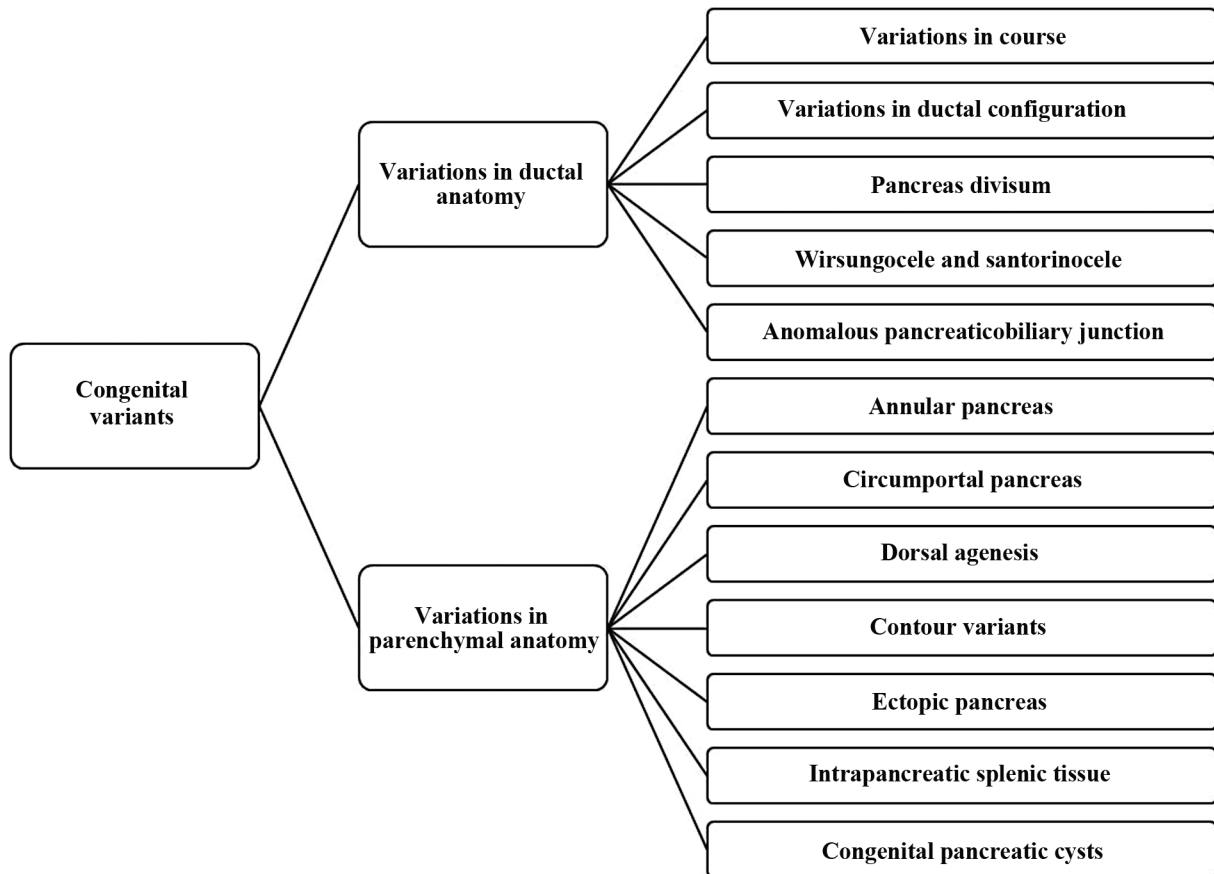 Congenital
variants
Variations in ductal
anatomy
Variations in
parenchymal anatomy
Variations in course
Variations in ductal configuration
Pancreas divisum
Wirsungocele and santorinocele
Anomalous pancreaticobiliary junction
Annular pancreas
Circumportal pancreas
Dorsal agenesis
Contour variants
Ectopic pancreas
Intrapancreatic splenic tissue
Congenital pancreatic cysts